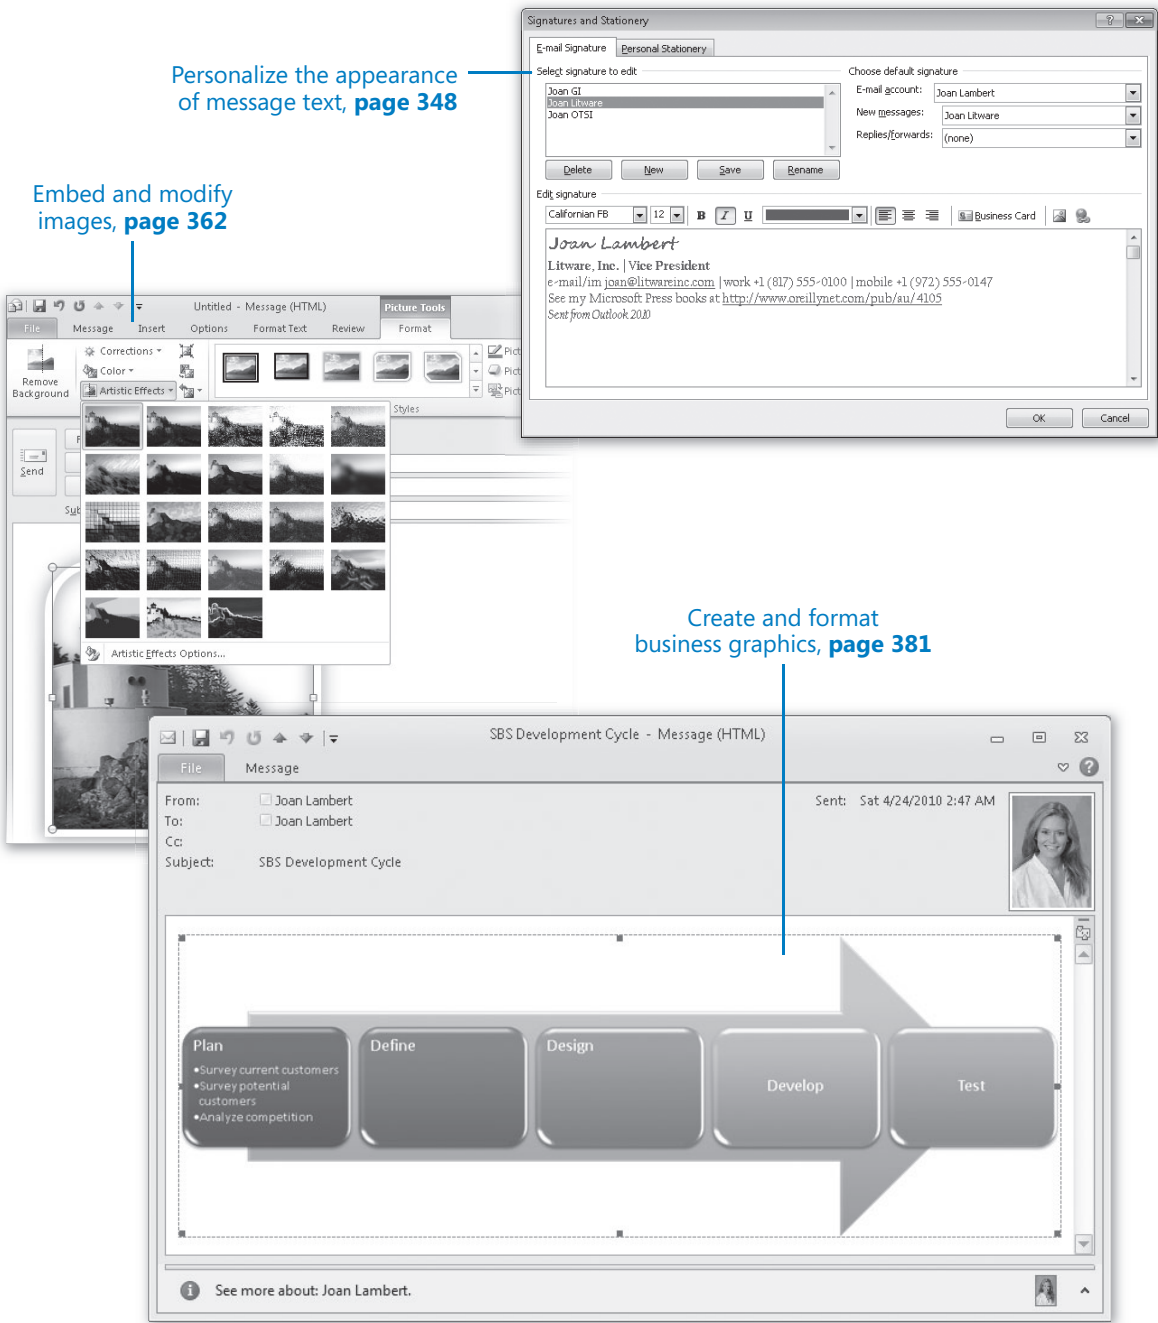 Signatures and Stationery
E-mail Signature Personal Stationery
Personalize the appearance
of message text, page 348
Select signature to edit
Choose default signature
Joan GI
Joan Litware
Joan OTSI
E-mail account: Joan Lambert
New messages: Joan Litware
Replies/forwards: (none)
Delete New Save Rename
Embed and modify
images, page 362
Edit signature
Californian FB 12 B I U Business Card
Joan Lambert
Litware, Inc. | Vice President
e-mail/im joan@litwareinc.com | work +1 (817) 555-0100 | mobile +1 (972) 555-0147
See my Microsoft Press books at http://www.oreillynet.com/pub/au/4105
Sent from Outlook 2010
OK Cancel
Untitled - Message (HTML) Picture Tools
File Message Insert Options Format Text Review Format
Remove
Background
Corrections
Color
Artistic Effects
Pict
Pict
Pict
Styles
Send
F
Sub
Artistic Effects Options...
Create and format
business graphics, page 381
SBS Development Cycle - Message (HTML)
File Message
From: Joan Lambert
Sent: Sat 4/24/2010 2:47 AM
To: Joan Lambert
Cc:
Subject: SBS Development Cycle
Plan
•Survey current customers
•Survey potential
customers
•Analyze competition
Define
Design
Develop
Test
See more about: Joan Lambert.